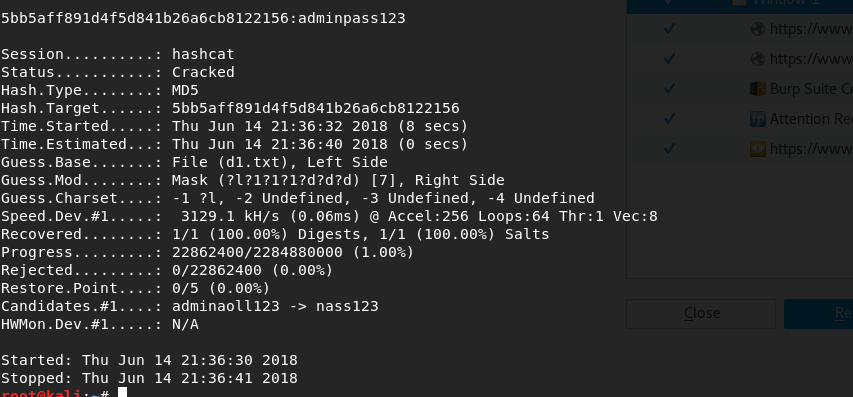 Window 1
5bb5aff891d4f5d841b26a6cb8122156:adminpass123
https://www
Session..........: hashcat
Status...........: Cracked
https://www
Hash.Type........: MD5
Burp Suite Co
Hash.Target......: 5bb5aff891d4f5d841b26a6cb8122156
Time.Started.....: Thu Jun 14 21:36:32 2018 (8 secs)
Attention Req
Time.Estimated...: Thu Jun 14 21:36:40 2018 (0 secs)
https://www
Guess.Base.......: File (d1.txt), Left Side
Guess.Mod........: Mask (?l?1?1?1?d?d?d) [7], Right Side
Guess.Charset....: -1 ?l, -2 Undefined, -3 Undefined, -4 Undefined
Speed.Dev.#1.....:  3129.1 kH/s (0.06ms) @ Accel:256 Loops:64 Thr:1 Vec:8
Recovered........: 1/1 (100.00%) Digests, 1/1 (100.00%) Salts
Progress.........: 22862400/2284880000 (1.00%)
Rejected.........: 0/22862400 (0.00%)
Restore.Point....: 0/5 (0.00%)
Candidates.#1....: adminaoll123 -> nass123
Close
Re
HWMon.Dev.#1.....: N/A
Started: Thu Jun 14 21:36:30 2018
Stopped: Thu Jun 14 21:36:41 2018
root@kali:~#